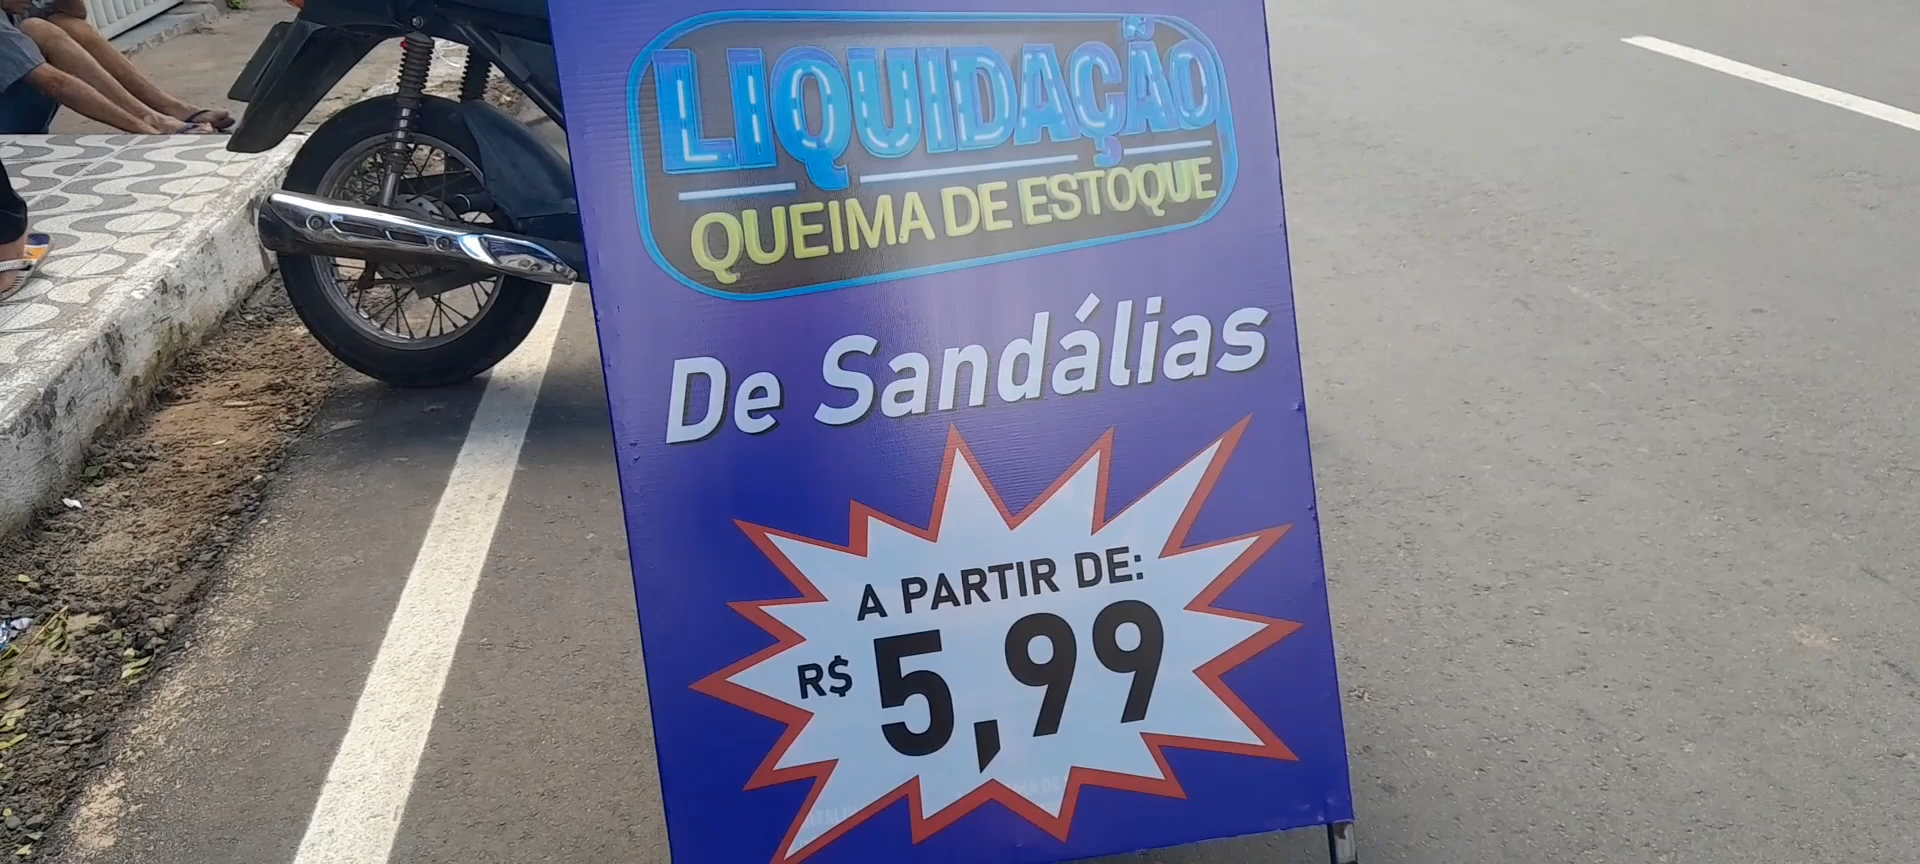 LIQUIDAÇÃO
QUEIMA DE ESTOQUE
De Sandálias
A PARTIR DE:
R$ 5,99